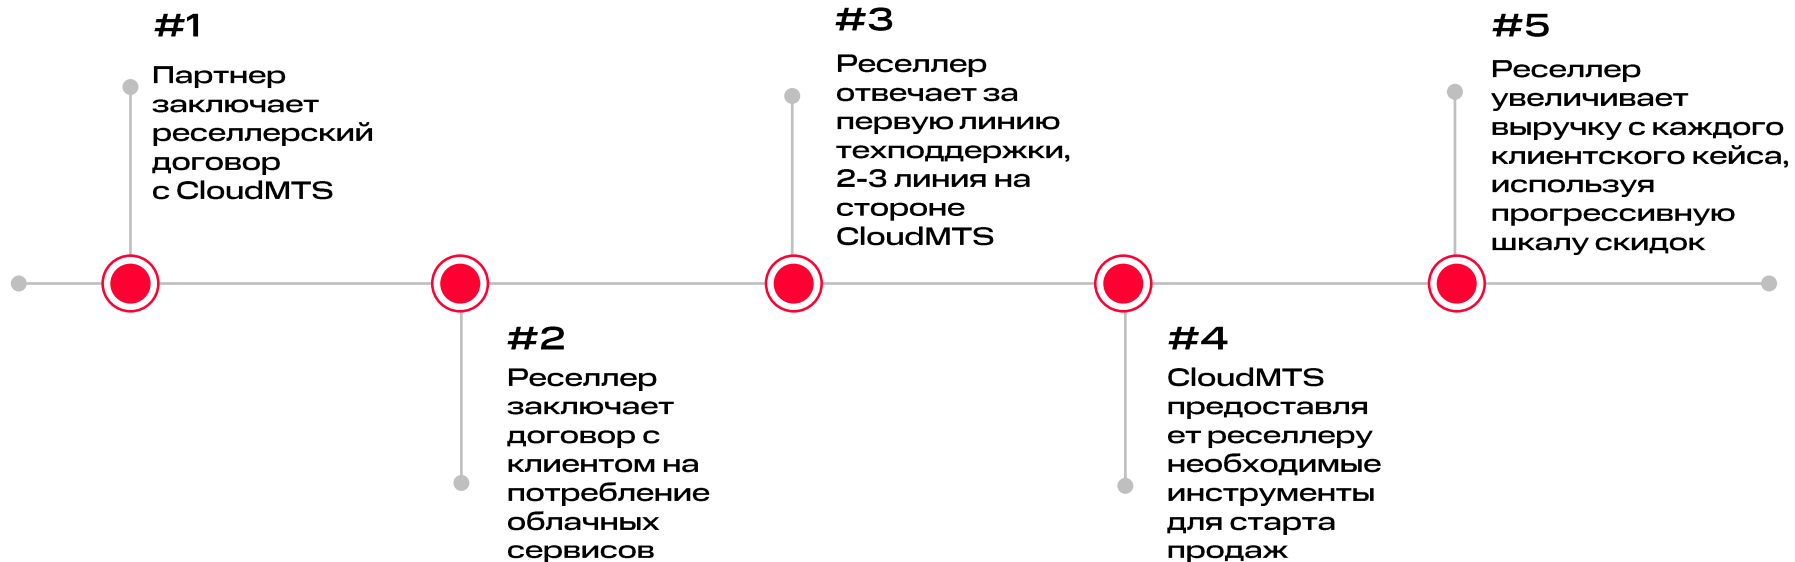 #1
Партнер
заключает
реселлерский
договор
с CloudMTS
#2
Реселлер
заключает
договор с
клиентом на
потребление
облачных
сервисов
#3
Реселлер
отвечает за
первую линию
техподдержки,
2-3 линия на
стороне
CloudMTS
#4
CloudMTS
предоставля
ет реселлеру
необходимые
инструменты
для старта
продаж
#5
Реселлер
увеличивает
выручку с каждого
клиентского кейса,
используя
прогрессивную
шкалу скидок